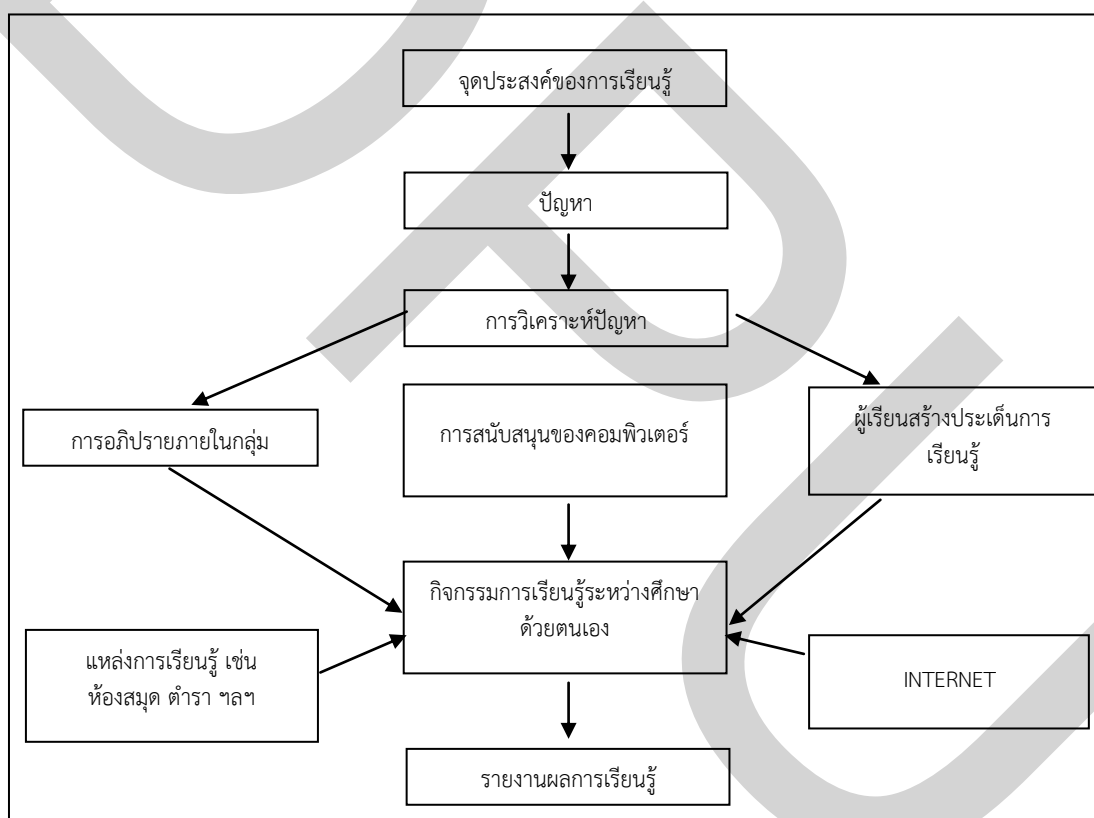 จุดประสงค์ของการเรียนรู้
ปัญหา
การวิเคราะห์ปัญหา
การอภิปรายภายในกลุ่ม
การสนับสนุนของคอมพิวเตอร์
ผู้เรียนสร้างประเด็นการ
เรียนรู้
กิจกรรมการเรียนรู้ระหว่างศึกษา
ด้วยตนเอง
แหล่งการเรียนรู้ เช่น
ห้องสมุด ตำรา ฯลฯ
INTERNET
รายงานผลการเรียนรู้